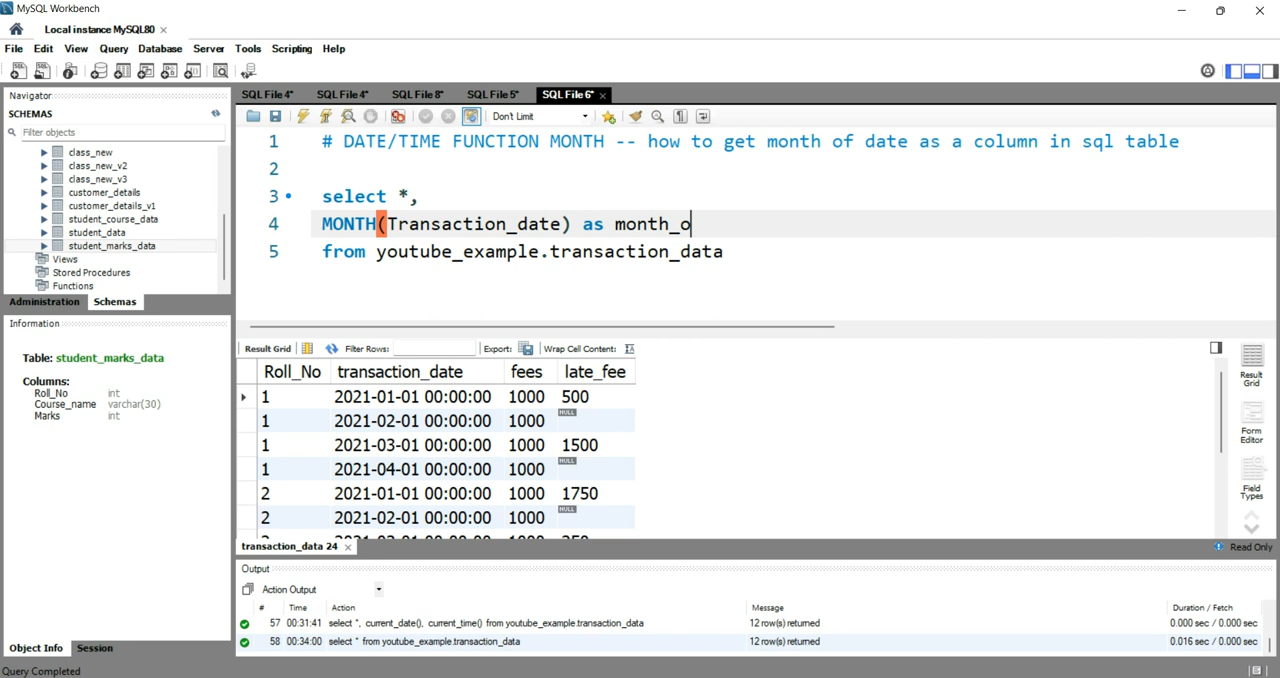 MySQL Workbench
Local instance MySQL80
File Edit View Query Database Server Tools Scripting Help
Navigator
SCHEMAS
Filter objects
class_new
class_new_v2
class_new_v3
customer_details
customer_details_v1
student_course_data
student_data
student_marks_data
Views
Stored Procedures
Functions
Administration Schemas
Information
Table: student_marks_data
Columns:
Roll_No int
Course_name varchar(30)
Marks int
Object Info Session
Query Completed
SQL File 4* SQL File 4* SQL File 8* SQL File 5* SQL File 6*
Don't Limit
1 # DATE/TIME FUNCTION MONTH -- how to get month of date as a column in sql table
2
3 select *,
4 MONTH(Transaction_date) as month_o
5 from youtube_example.transaction_data
Result Grid Filter Rows: Export: Wrap Cell Content:
Roll_No transaction_date fees late_fee
1 2021-01-01 00:00:00 1000 500
1 2021-02-01 00:00:00 1000 NULL
1 2021-03-01 00:00:00 1000 1500
1 2021-04-01 00:00:00 1000 NULL
2 2021-01-01 00:00:00 1000 1750
2 2021-02-01 00:00:00 1000 NULL
Result Grid
Form Editor
Field Types
transaction_data 24
Read Only
Output
Action Output
# Time Action Message Duration / Fetch
57 00:31:41 select *, current_date(), current_time() from youtube_example.transaction_data 12 row(s) returned 0.000 sec / 0.000 sec
58 00:34:00 select * from youtube_example.transaction_data 12 row(s) returned 0.016 sec / 0.000 sec